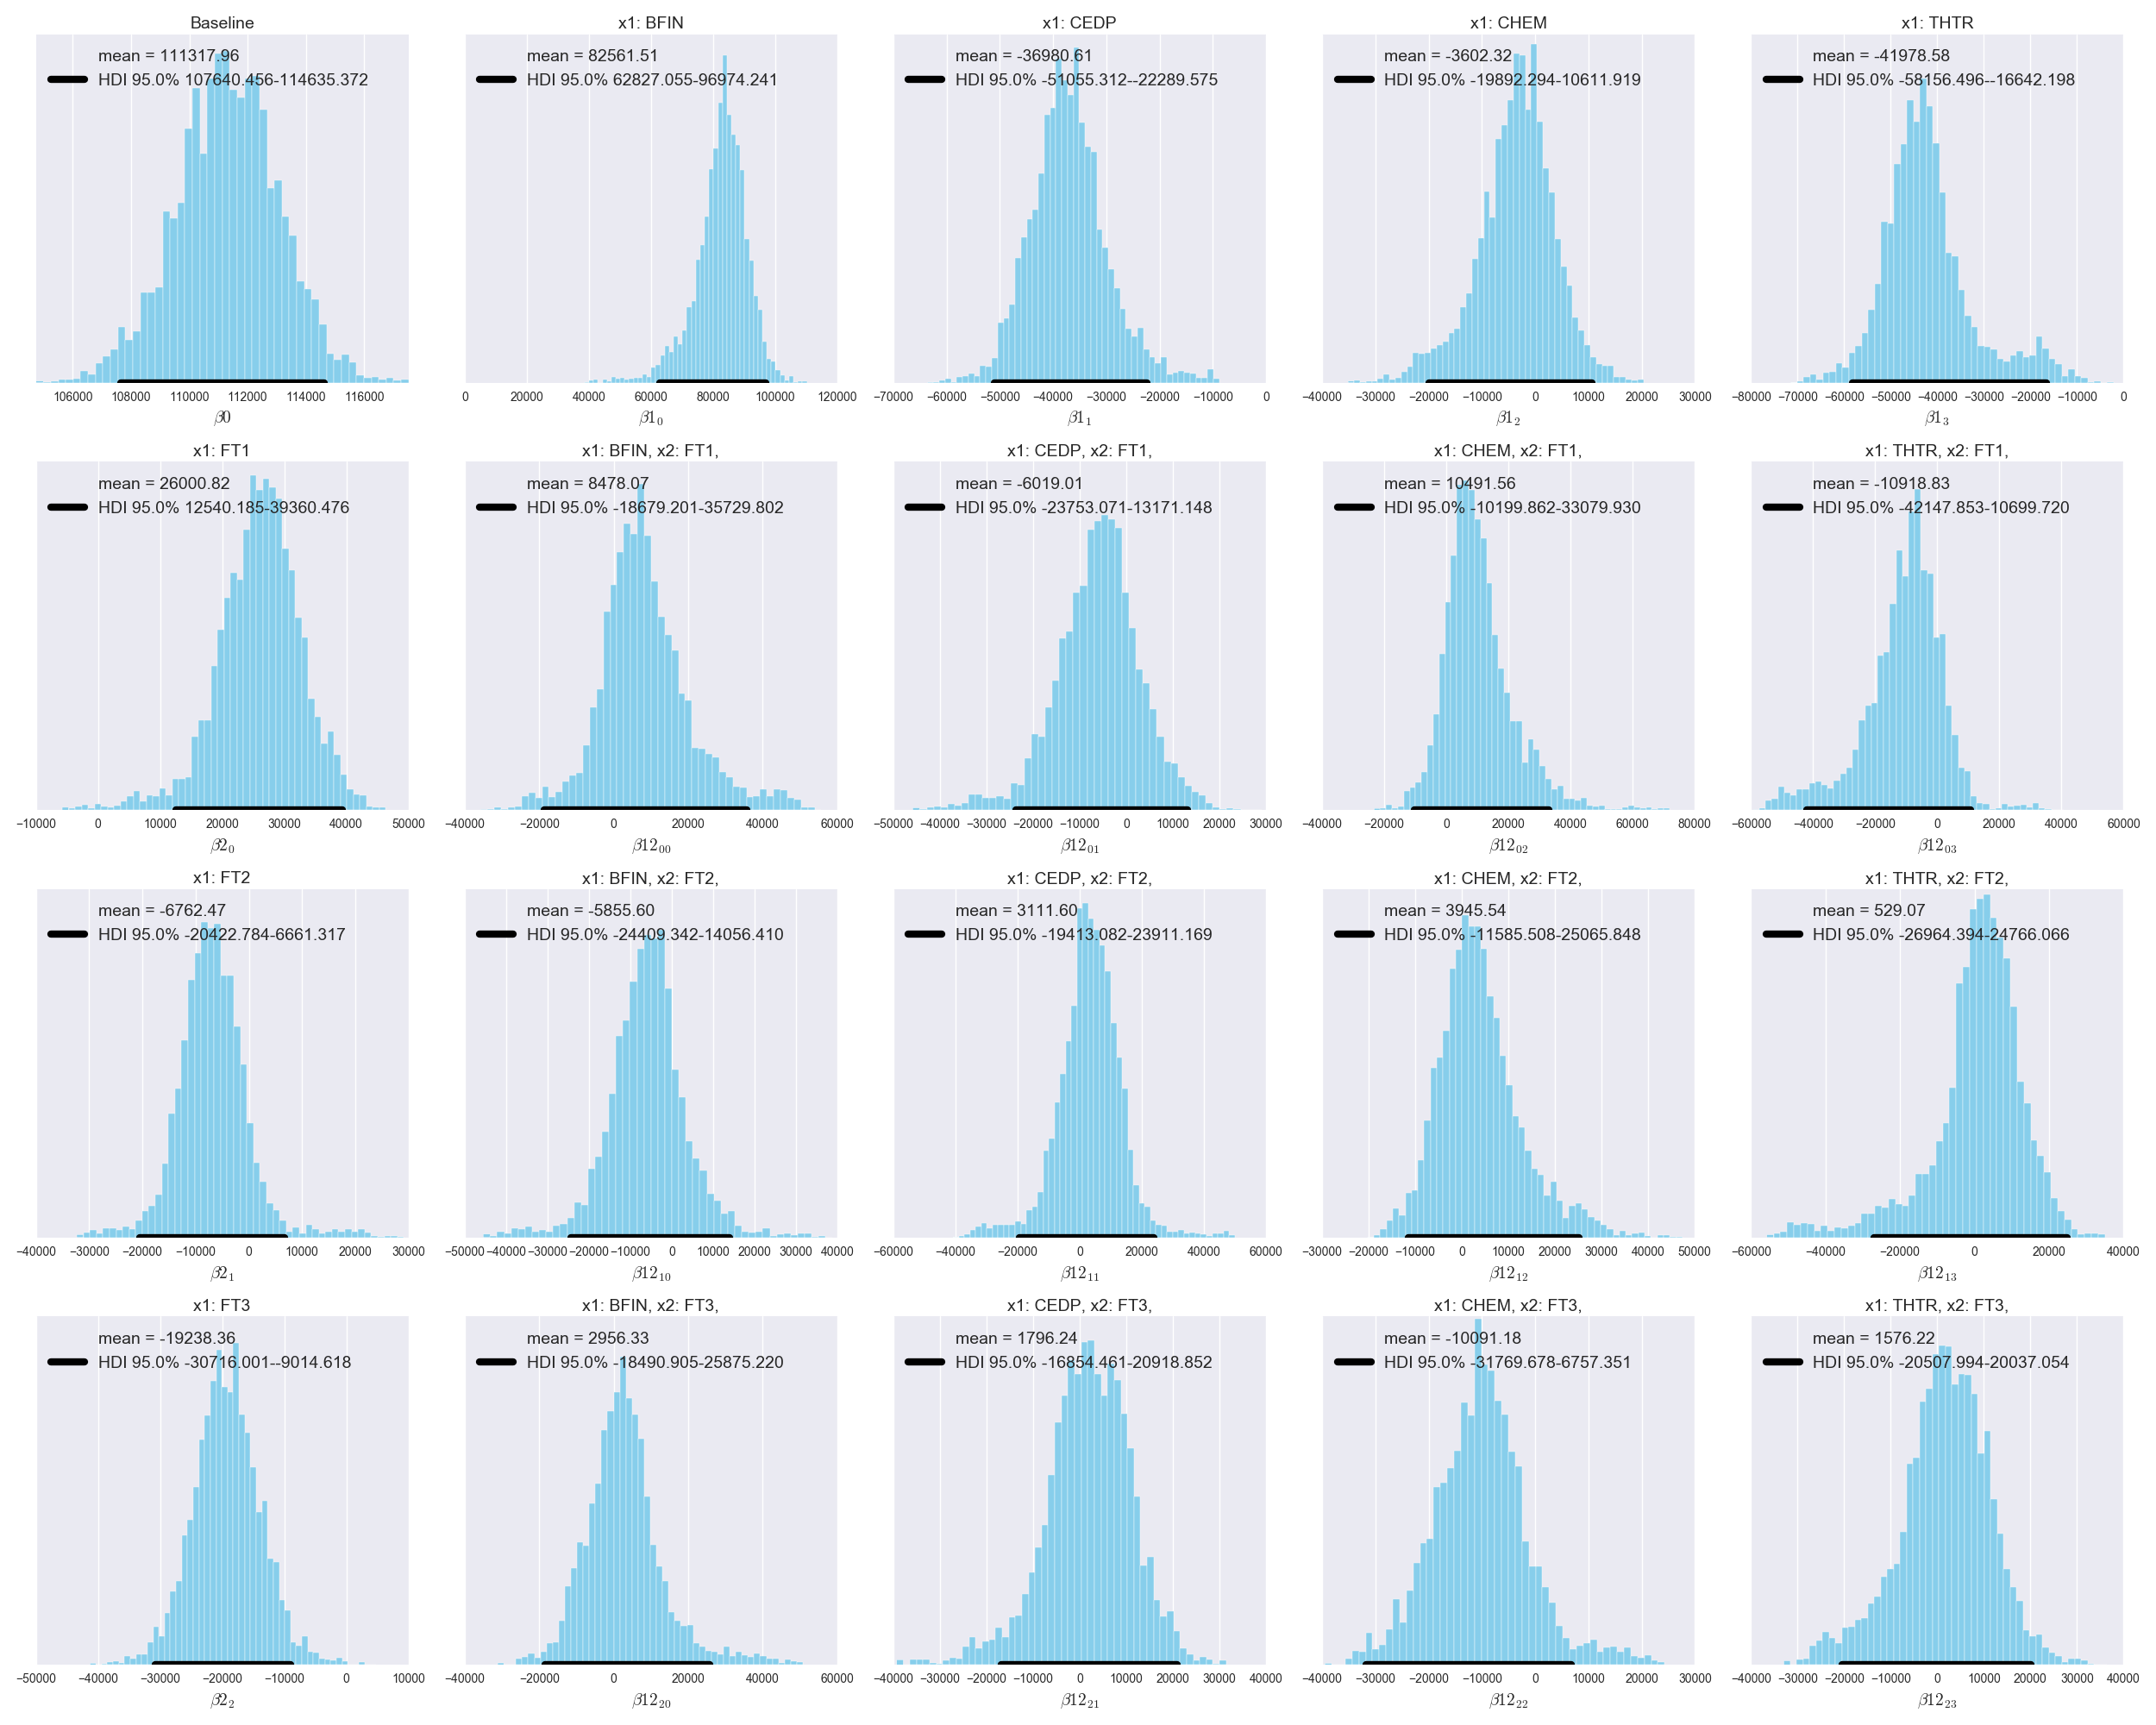 Baseline
mean = 111317.96
HDI 95.0% 107640.456-114635.372
106000 108000 110000 112000 114000 116000
β0
x1: BFIN
mean = 82561.51
HDI 95.0% 62827.055-96974.241
0 20000 40000 60000 80000 100000 120000
β1₀
x1: CEDP
mean = -36980.61
HDI 95.0% -51055.312--22289.575
−70000 −60000 −50000 −40000 −30000 −20000 −10000 0
β1₁
x1: CHEM
mean = -3602.32
HDI 95.0% -19892.294-10611.919
−40000 −30000 −20000 −10000 0 10000 20000 30000
β1₂
x1: THTR
mean = -41978.58
HDI 95.0% -58156.496--16642.198
−80000 −70000 −60000 −50000 −40000 −30000 −20000 −10000 0
β1₃
x1: FT1
mean = 26000.82
HDI 95.0% 12540.185-39360.476
−10000 0 10000 20000 30000 40000 50000
β2₀
x1: BFIN, x2: FT1,
mean = 8478.07
HDI 95.0% -18679.201-35729.802
−40000 −20000 0 20000 40000 60000
β12₀₀
x1: CEDP, x2: FT1,
mean = -6019.01
HDI 95.0% -23753.071-13171.148
−50000 −40000 −30000 −20000 −10000 0 10000 20000 30000
β12₀₁
x1: CHEM, x2: FT1,
mean = 10491.56
HDI 95.0% -10199.862-33079.930
−40000 −20000 0 20000 40000 60000 80000
β12₀₂
x1: THTR, x2: FT1,
mean = -10918.83
HDI 95.0% -42147.853-10699.720
−60000 −40000 −20000 0 20000 40000 60000
β12₀₃
x1: FT2
mean = -6762.47
HDI 95.0% -20422.784-6661.317
−40000 −30000 −20000 −10000 0 10000 20000 30000
β2₁
x1: BFIN, x2: FT2,
mean = -5855.60
HDI 95.0% -24409.342-14056.410
−50000 −40000 −30000 −20000 −10000 0 10000 20000 30000 40000
β12₁₀
x1: CEDP, x2: FT2,
mean = 3111.60
HDI 95.0% -19413.082-23911.169
−60000 −40000 −20000 0 20000 40000 60000
β12₁₁
x1: CHEM, x2: FT2,
mean = 3945.54
HDI 95.0% -11585.508-25065.848
−30000 −20000 −10000 0 10000 20000 30000 40000 50000
β12₁₂
x1: THTR, x2: FT2,
mean = 529.07
HDI 95.0% -26964.394-24766.066
−60000 −40000 −20000 0 20000 40000
β12₁₃
x1: FT3
mean = -19238.36
HDI 95.0% -30716.001--9014.618
−50000 −40000 −30000 −20000 −10000 0 10000
β2₂
x1: BFIN, x2: FT3,
mean = 2956.33
HDI 95.0% -18490.905-25875.220
−40000 −20000 0 20000 40000 60000
β12₂₀
x1: CEDP, x2: FT3,
mean = 1796.24
HDI 95.0% -16854.461-20918.852
−40000 −30000 −20000 −10000 0 10000 20000 30000 40000
β12₂₁
x1: CHEM, x2: FT3,
mean = -10091.18
HDI 95.0% -31769.678-6757.351
−40000 −30000 −20000 −10000 0 10000 20000 30000
β12₂₂
x1: THTR, x2: FT3,
mean = 1576.22
HDI 95.0% -20507.994-20037.054
−40000 −30000 −20000 −10000 0 10000 20000 30000 40000
β12₂₃